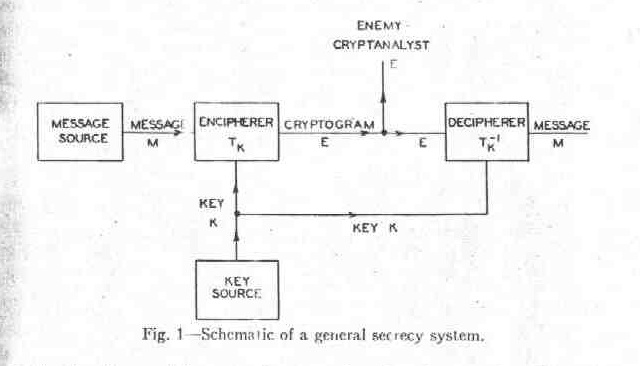 ENEMY
CRYPTANALYST
E
MESSAGE
SOURCE
MESSAGE
M
ENCIPHERER
T_K
CRYPTOGRAM
E
E
DECIPHERER
T_K^-1
MESSAGE
M
KEY
K
KEY K
KEY
SOURCE
Fig. 1—Schematic of a general secrecy system.